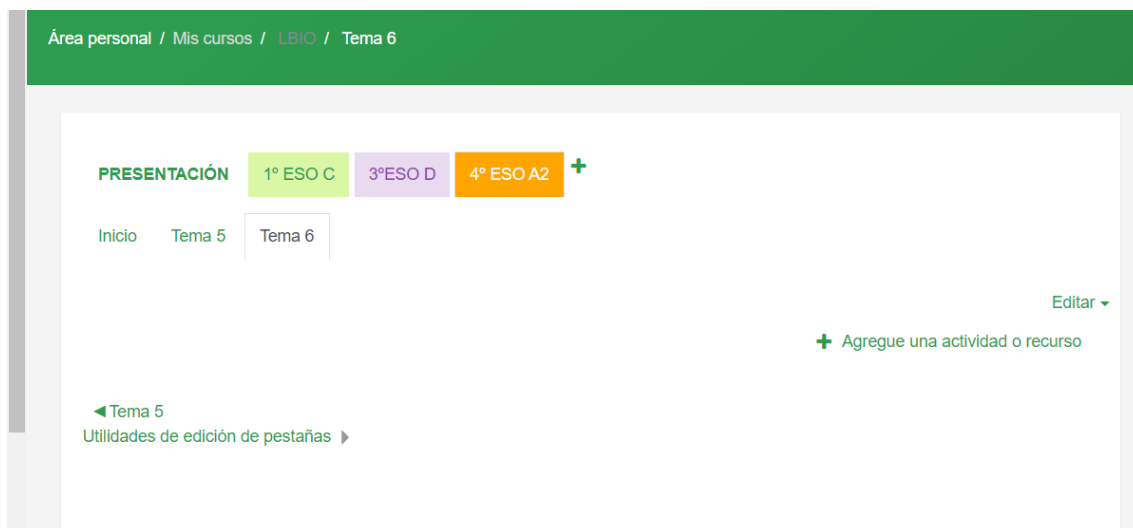 Área personal / Mis cursos / LBIO / Tema 6
PRESENTACIÓN 1º ESO C 3ºESO D 4º ESO A2 +
Inicio Tema 5 Tema 6
Editar
+ Agregue una actividad o recurso
◀ Tema 5
Utilidades de edición de pestañas ▶